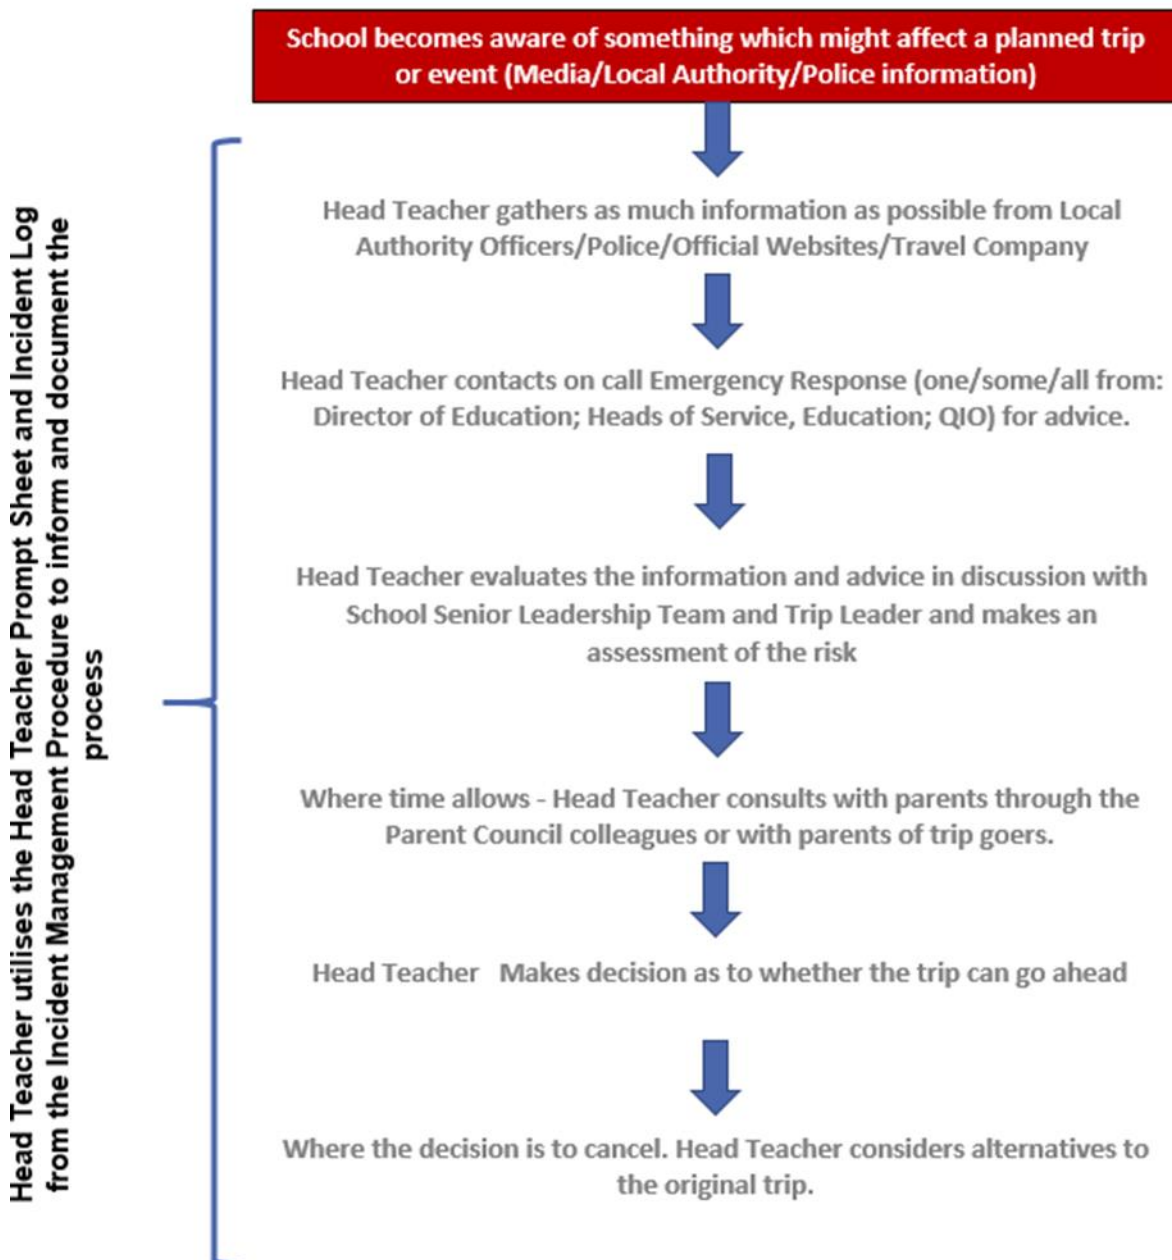 School becomes aware of something which might affect a planned trip
or event (Media/Local Authority/Police information)
Head Teacher utilises the Head Teacher Prompt Sheet and Incident Log
from the Incident Management Procedure to inform and document the
process
Head Teacher gathers as much information as possible from Local
Authority Officers/Police/Official Websites/Travel Company
Head Teacher contacts on call Emergency Response (one/some/all from:
Director of Education; Heads of Service, Education; QIO) for advice.
Head Teacher evaluates the information and advice in discussion with
School Senior Leadership Team and Trip Leader and makes an
assessment of the risk
Where time allows - Head Teacher consults with parents through the
Parent Council colleagues or with parents of trip goers.
Head Teacher   Makes decision as to whether the trip can go ahead
Where the decision is to cancel. Head Teacher considers alternatives to
the original trip.